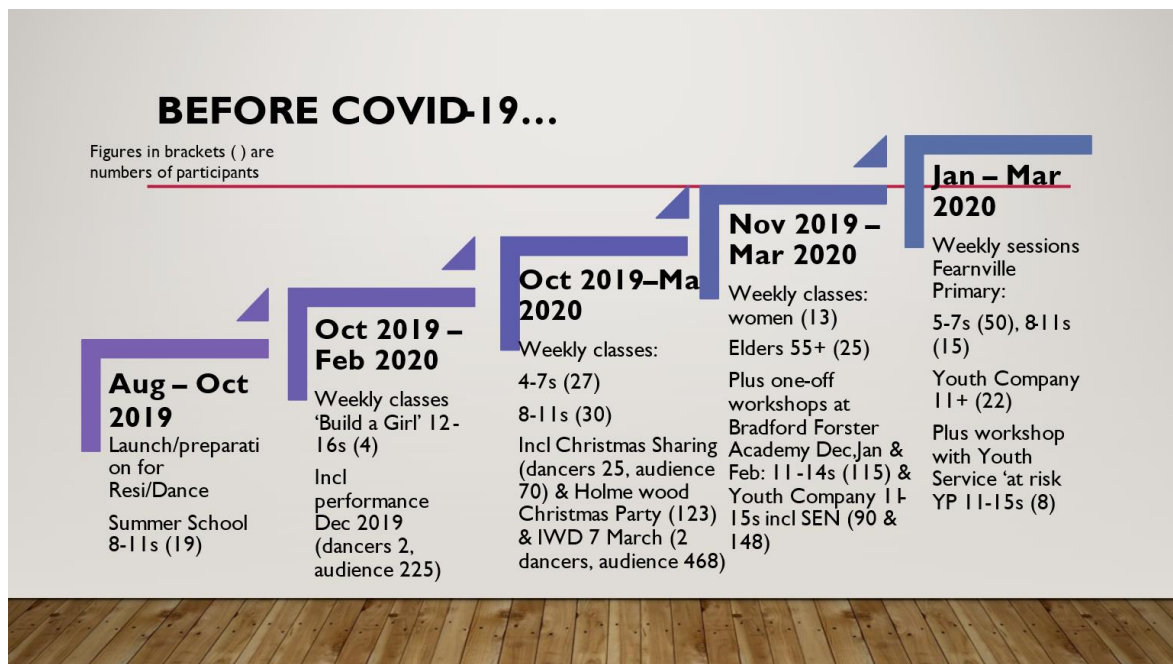 BEFORE COVID-19...
Figures in brackets ( ) are
numbers of participants
Aug – Oct
2019
Launch/preparati
on for
Resi/Dance
Summer School
8-11s (19)
Oct 2019 –
Feb 2020
Weekly classes
‘Build a Girl’ 12-
16s (4)
Incl
performance
Dec 2019
(dancers 2,
audience 225)
Oct 2019–Ma
2020
Weekly classes:
4-7s (27)
8-11s (30)
Incl Christmas Sharing
(dancers 25, audience
70) & Holme wood
Christmas Party (123)
& IWD 7 March (2
dancers, audience 468)
Nov 2019 –
Mar 2020
Weekly classes:
women (13)
Elders 55+ (25)
Plus one-off
workshops at
Bradford Forster
Academy Dec,Jan &
Feb: 11-14s (115) &
Youth Company 11-
15s incl SEN (90 &
148)
Jan – Mar
2020
Weekly sessions
Fearnville
Primary:
5-7s (50), 8-11s
(15)
Youth Company
11+ (22)
Plus workshop
with Youth
Service ‘at risk
YP 11-15s (8)